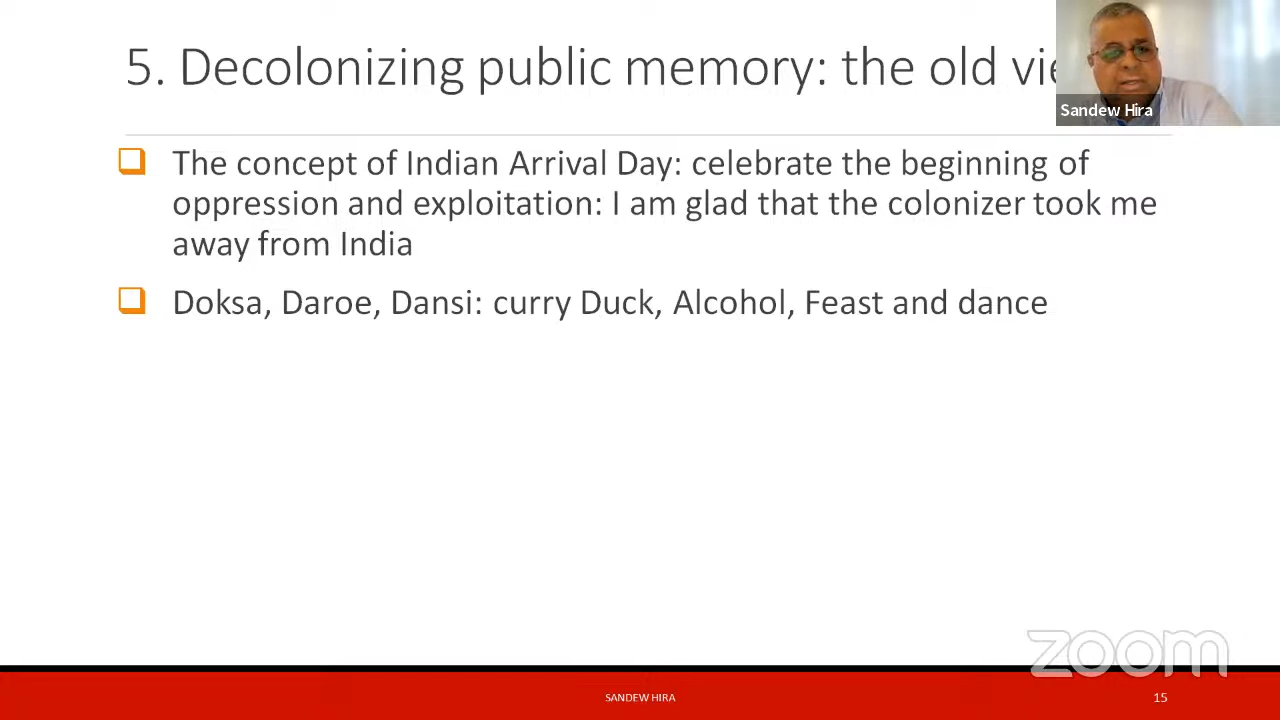 5. Decolonizing public memory: the old
Sandew Hira
The concept of Indian Arrival Day: celebrate the beginning of
oppression and exploitation: I am glad that the colonizer took me
away from India
Doksa, Daroe, Dansi: curry Duck, Alcohol, Feast and dance
zoom
SANDEW HIRA
15